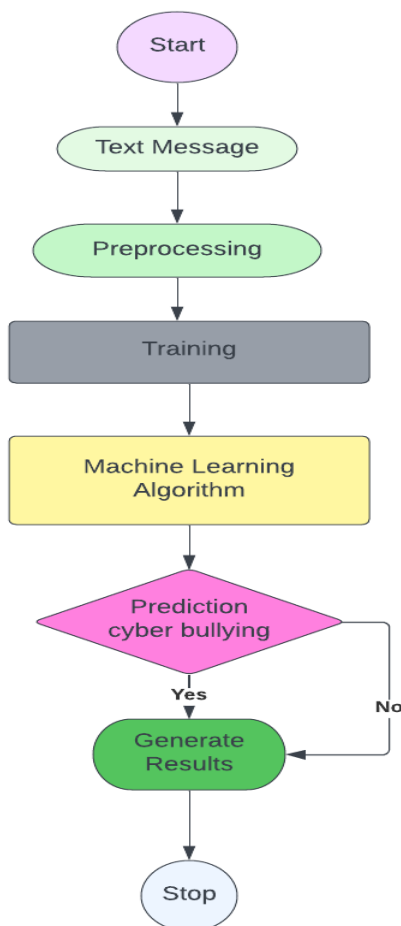 Start
Text Message
Preprocessing
Training
Machine Learning
Algorithm
Prediction
cyber bullying
Yes
No
Generate
Results
Stop